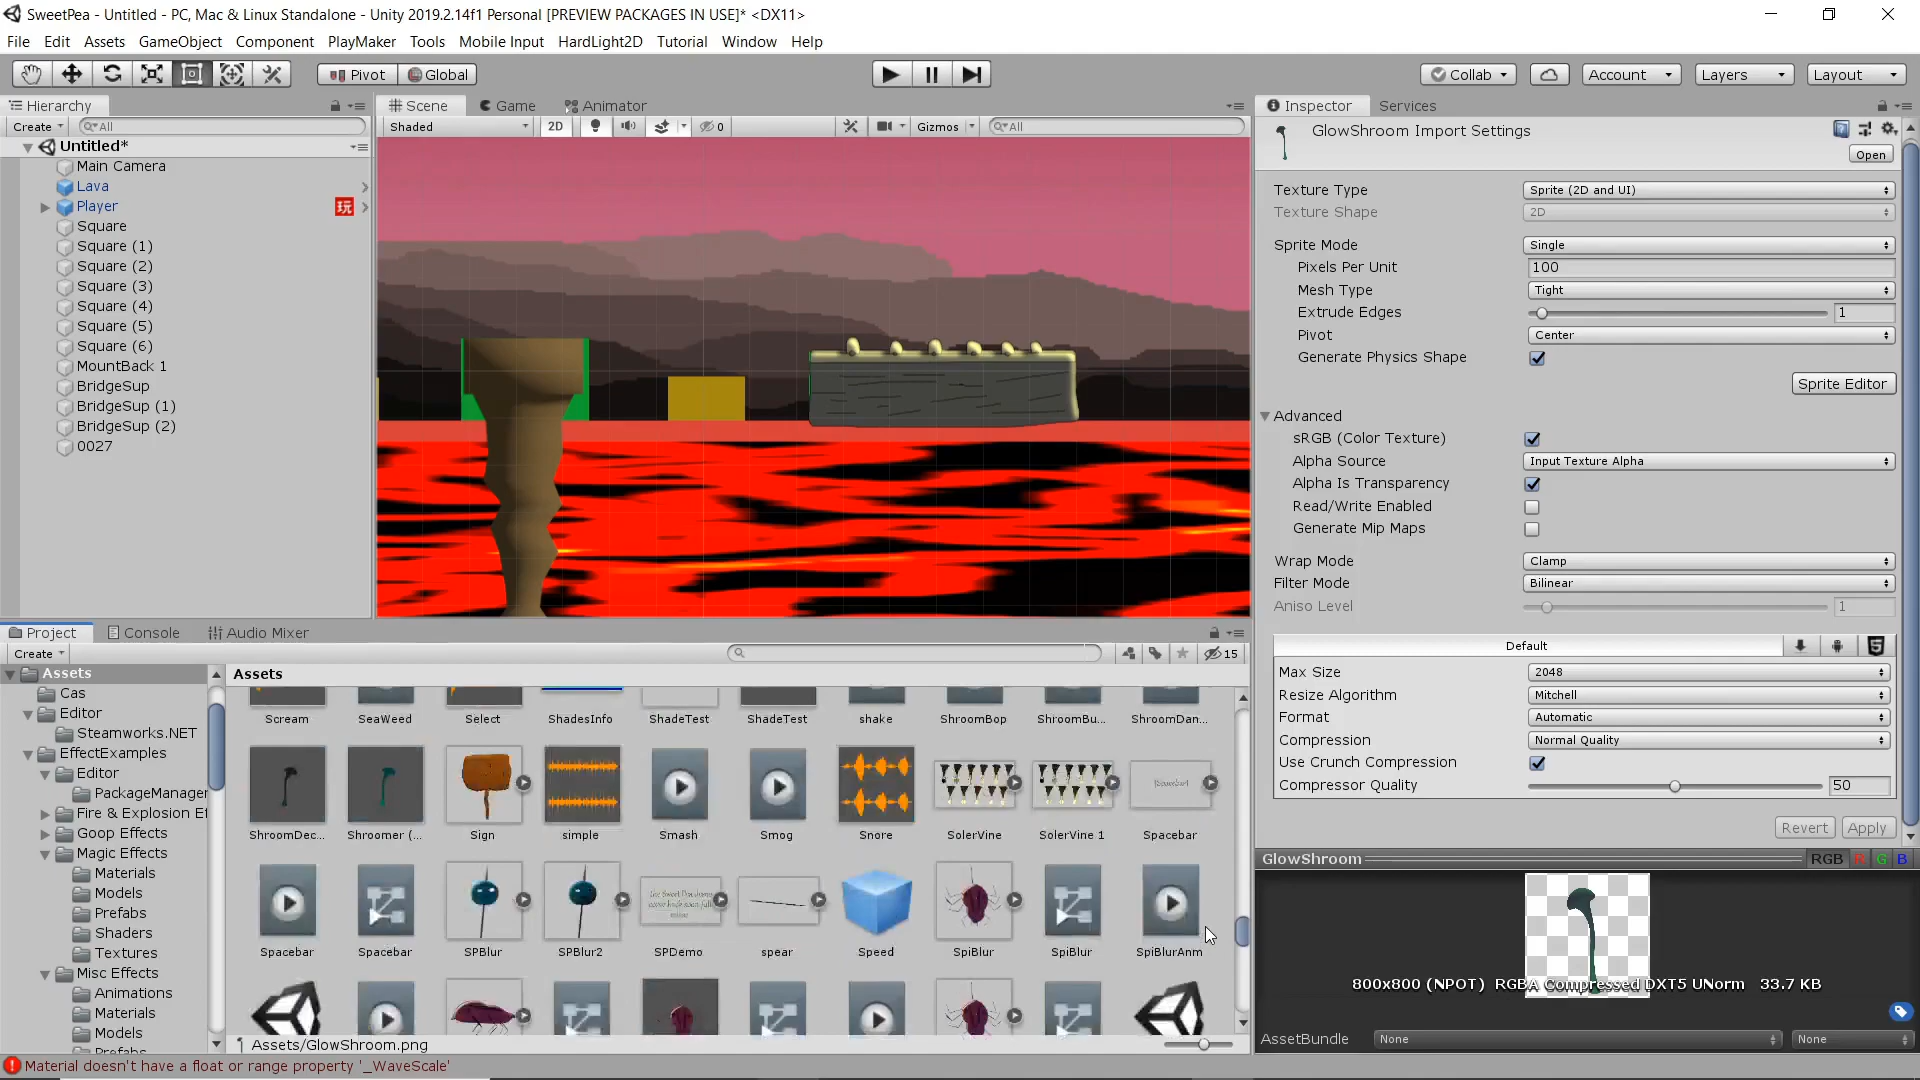 SweetPea - Untitled - PC, Mac & Linux Standalone - Unity 2019.2.14f1 Personal [PREVIEW PACKAGES IN USE]* <DX11>
File Edit Assets GameObject Component PlayMaker Tools Mobile Input HardLight2D Tutorial Window Help
Pivot Global Collab Account Layers Layout
Hierarchy
Create All
Untitled*
Main Camera
Lava
Player 玩
Square
Square (1)
Square (2)
Square (3)
Square (4)
Square (5)
Square (6)
MountBack 1
BridgeSup
BridgeSup (1)
BridgeSup (2)
0027
Scene Game Animator
Shaded 2D 0 Gizmos All
Inspector Services
GlowShroom Import Settings
Open
Texture Type Sprite (2D and UI)
Texture Shape 2D
Sprite Mode Single
Pixels Per Unit 100
Mesh Type Tight
Extrude Edges 1
Pivot Center
Generate Physics Shape
Sprite Editor
Advanced
sRGB (Color Texture)
Alpha Source Input Texture Alpha
Alpha Is Transparency
Read/Write Enabled
Generate Mip Maps
Wrap Mode Clamp
Filter Mode Bilinear
Aniso Level 1
Default
Max Size 2048
Resize Algorithm Mitchell
Format Automatic
Compression Normal Quality
Use Crunch Compression
Compressor Quality 50
Revert Apply
GlowShroom RGB R G B
800x800 (NPOT) RGBA Compressed DXT5 UNorm 33.7 KB
AssetBundle None None
Project Console Audio Mixer
Create 15
Assets
Cas
Editor
Steamworks.NET
EffectExamples
Editor
PackageManager
Fire & Explosion Ef
Goop Effects
Magic Effects
Materials
Models
Prefabs
Shaders
Textures
Misc Effects
Animations
Materials
Models
Prefabs
Assets
Scream SeaWeed Select ShadesInfo ShadeTest ShadeTest shake ShroomBop ShroomBu... ShroomDan...
ShroomDec... Shroomer (... Sign simple Smash Smog Snore SolerVine SolerVine 1 Spacebar
Spacebar Spacebar SPBlur SPBlur2 SPDemo spear Speed SpiBlur SpiBlur SpiBlurAnm
Assets/GlowShroom.png
Material doesn't have a float or range property '_WaveScale'